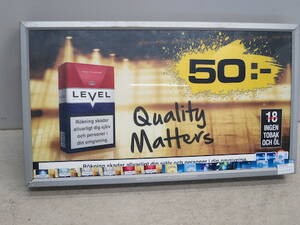 50:-
LEVEL
Rökning skadar
allvarligt dig själv
och personer i
din omgivning.
Quality
Matters
18
INGEN
TOBAK
OCH ÖL
Rökning skadar allvarligt dig själv och personer i din omgivning.